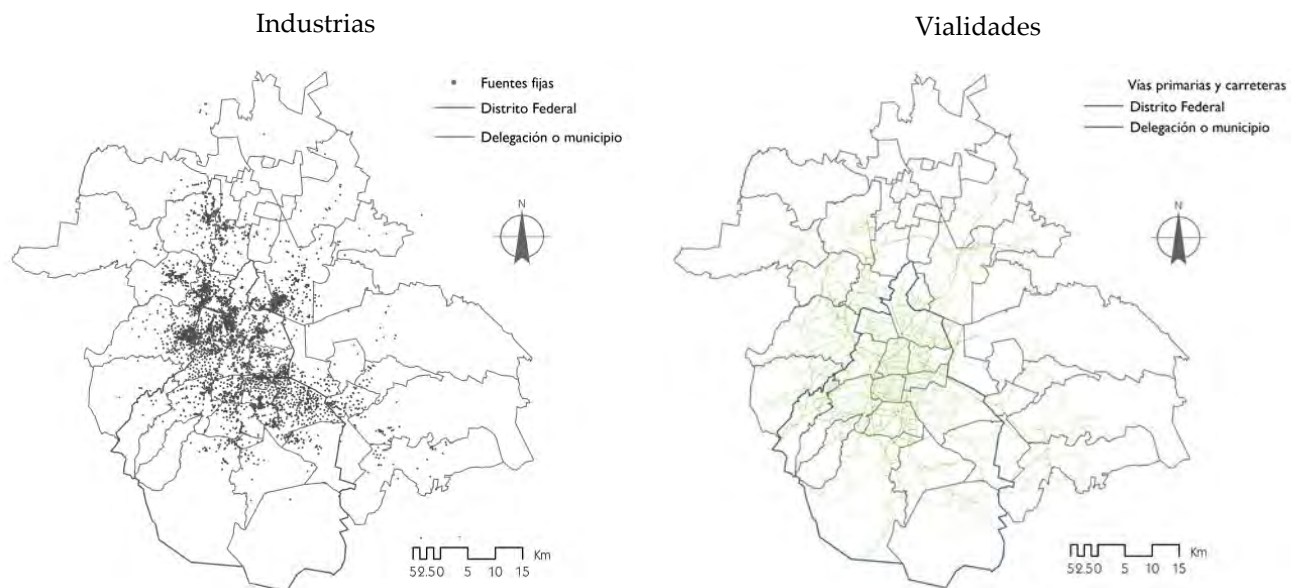 Industrias
Fuentes fijas
Distrito Federal
Delegación o municipio
N
Km
52.50 5 10 15
Vialidades
Vías primarias y carreteras
Distrito Federal
Delegación o municipio
N
Km
52.50 5 10 15